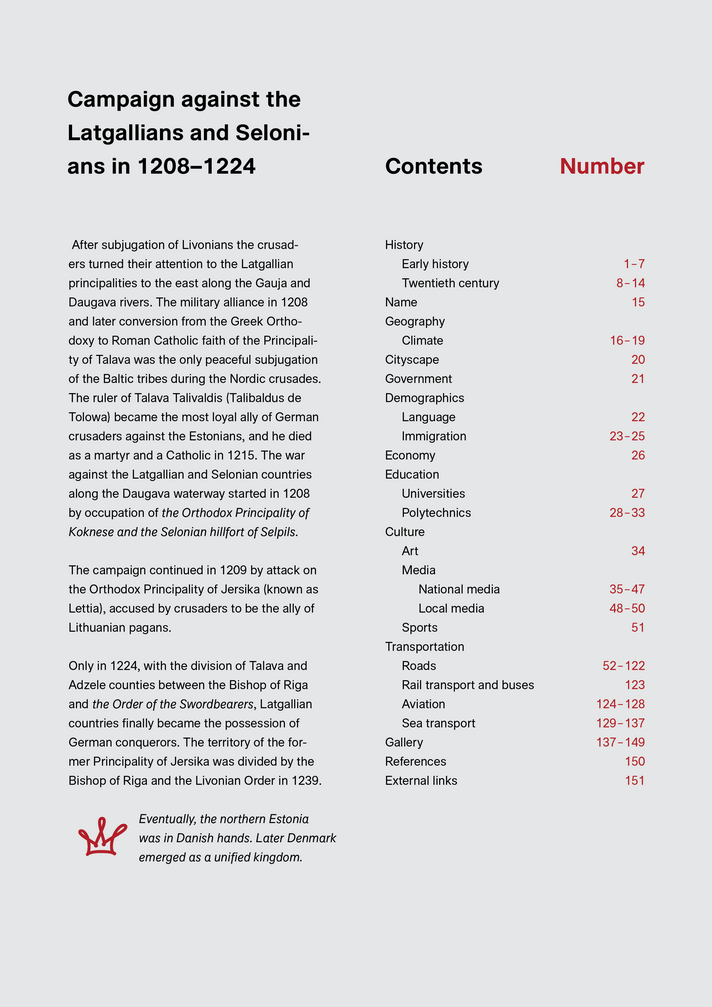 Campaign against the
Latgallians and Seloni-
ans in 1208–1224
After subjugation of Livonians the crusad-
ers turned their attention to the Latgallian
principalities to the east along the Gauja and
Daugava rivers. The military alliance in 1208
and later conversion from the Greek Ortho-
doxy to Roman Catholic faith of the Principali-
ty of Talava was the only peaceful subjugation
of the Baltic tribes during the Nordic crusades.
The ruler of Talava Talivaldis (Talibaldus de
Tolowa) became the most loyal ally of German
crusaders against the Estonians, and he died
as a martyr and a Catholic in 1215. The war
against the Latgallian and Selonian countries
along the Daugava waterway started in 1208
by occupation of the Orthodox Principality of
Koknese and the Selonian hillfort of Selpils.
The campaign continued in 1209 by attack on
the Orthodox Principality of Jersika (known as
Lettia), accused by crusaders to be the ally of
Lithuanian pagans.
Only in 1224, with the division of Talava and
Adzele counties between the Bishop of Riga
and the Order of the Swordbearers, Latgallian
countries finally became the possession of
German conquerors. The territory of the for-
mer Principality of Jersika was divided by the
Bishop of Riga and the Livonian Order in 1239.
Eventually, the northern Estonia
was in Danish hands. Later Denmark
emerged as a unified kingdom.
Contents Number
History
Early history 1–7
Twentieth century 8–14
Name 15
Geography
Climate 16–19
Cityscape 20
Government 21
Demographics
Language 22
Immigration 23–25
Economy 26
Education
Universities 27
Polytechnics 28–33
Culture
Art 34
Media
National media 35–47
Local media 48–50
Sports 51
Transportation
Roads 52–122
Rail transport and buses 123
Aviation 124–128
Sea transport 129–137
Gallery 137–149
References 150
External links 151